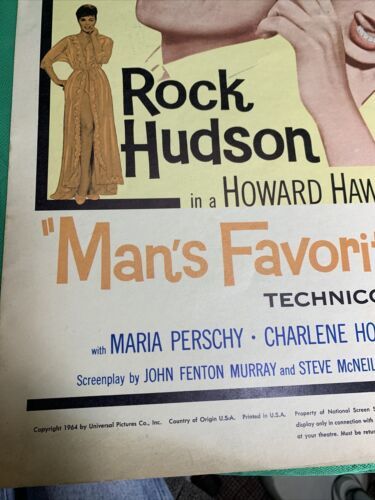 Rock
Hudson
in a HOWARD HAW
"Man's Favorit
TECHNICO
with MARIA PERSCHY · CHARLENE HO
Screenplay by JOHN FENTON MURRAY and STEVE McNEIL
Copyright 1964 by Universal Pictures Co., Inc. Country of Origin U.S.A. Printed in U.S.A. Property of National Screen S
display only in connection with
at your theatre. Must be retur